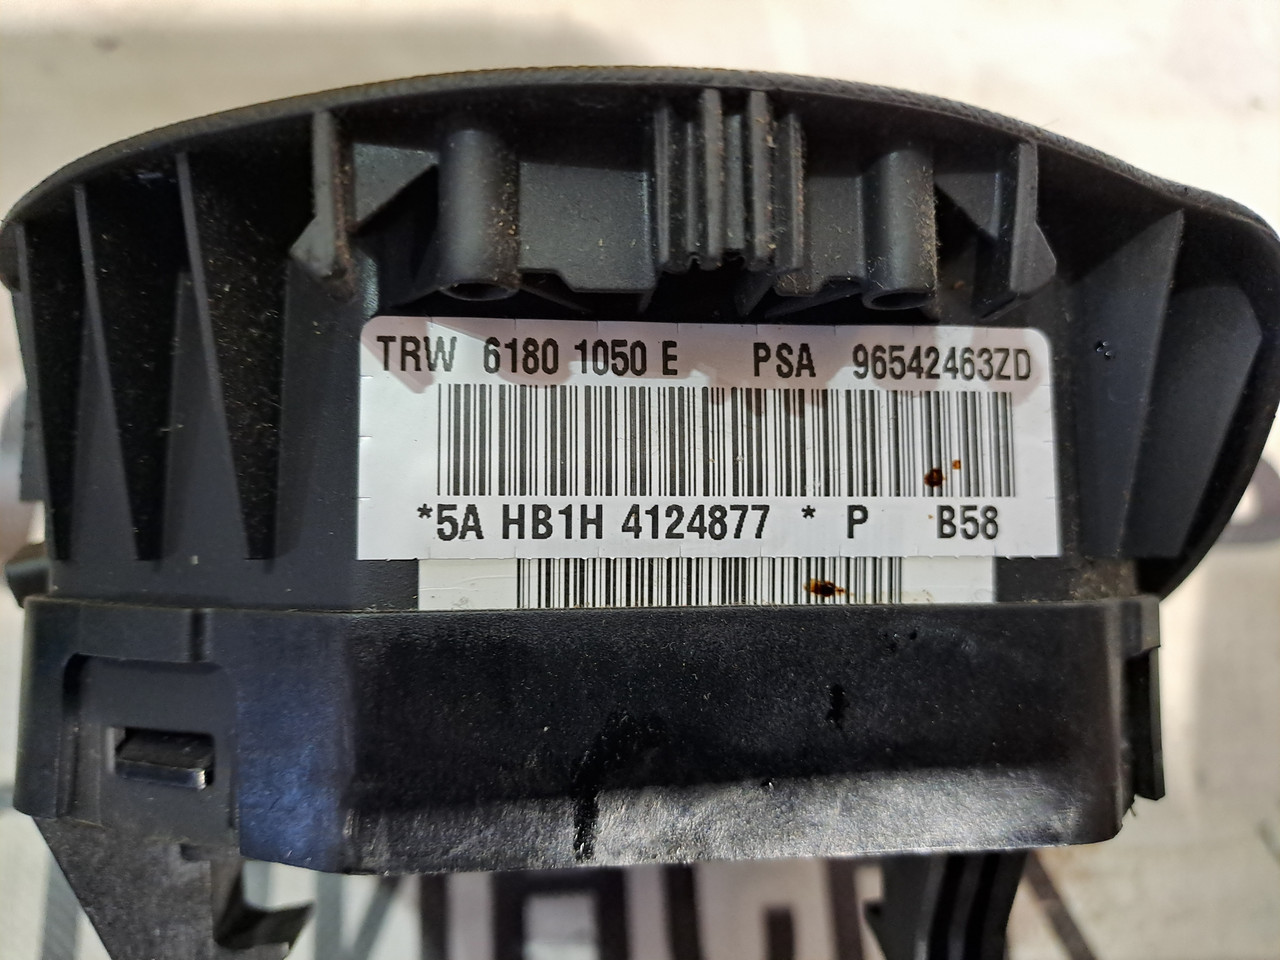 TRW 6180 1050 E PSA 96542463ZD
*5A HB1H 4124877 * P B58